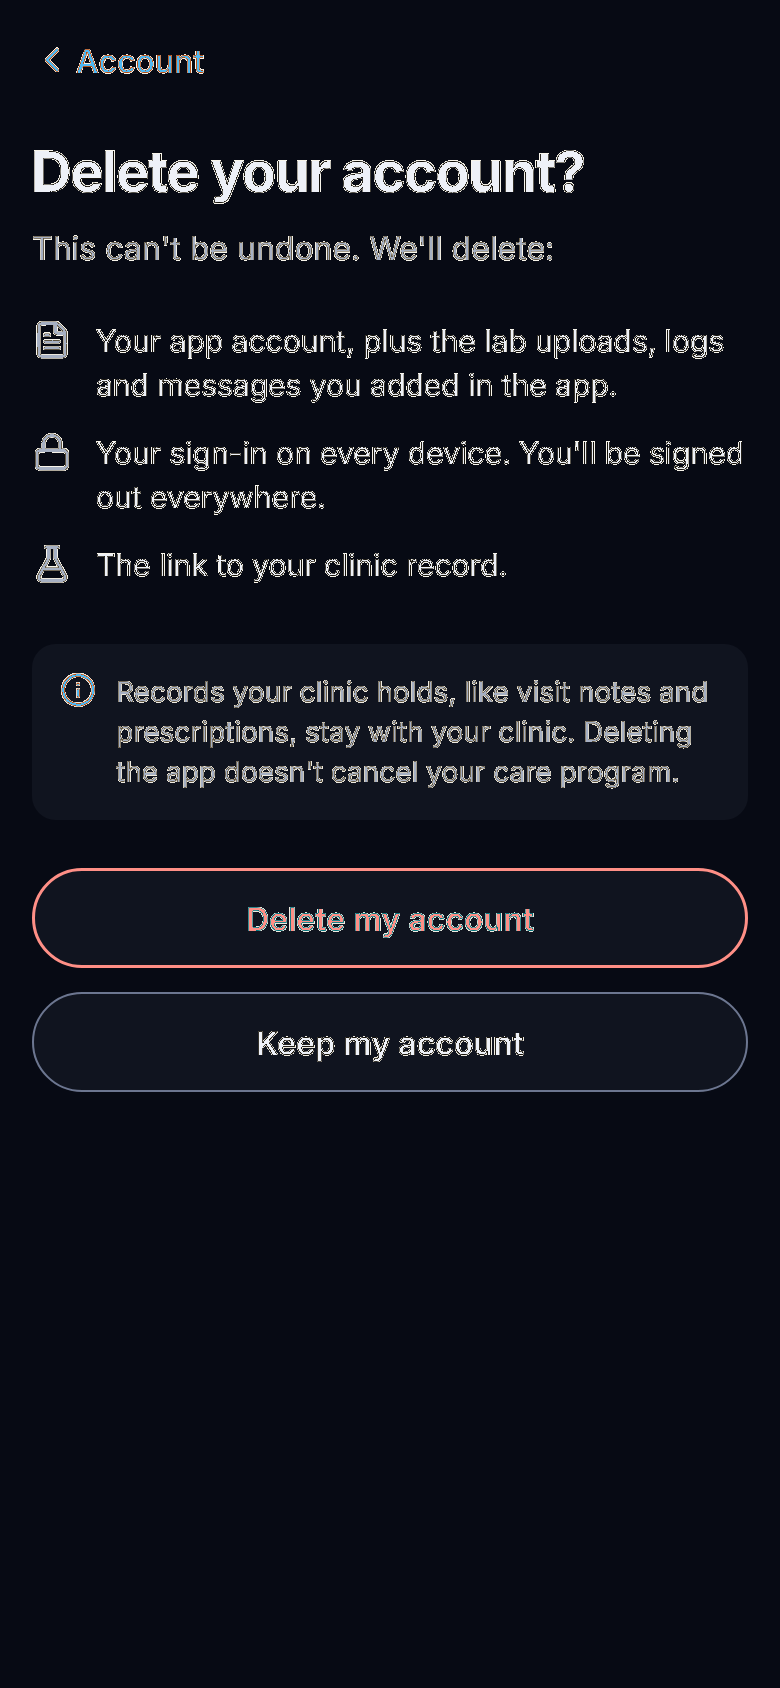 Account
Delete your account?
This can't be undone. We'll delete:
Your app account, plus the lab uploads, logs
and messages you added in the app.
Your sign-in on every device. You'll be signed
out everywhere.
The link to your clinic record.
Records your clinic holds, like visit notes and
prescriptions, stay with your clinic. Deleting
the app doesn't cancel your care program.
Delete my account
Keep my account